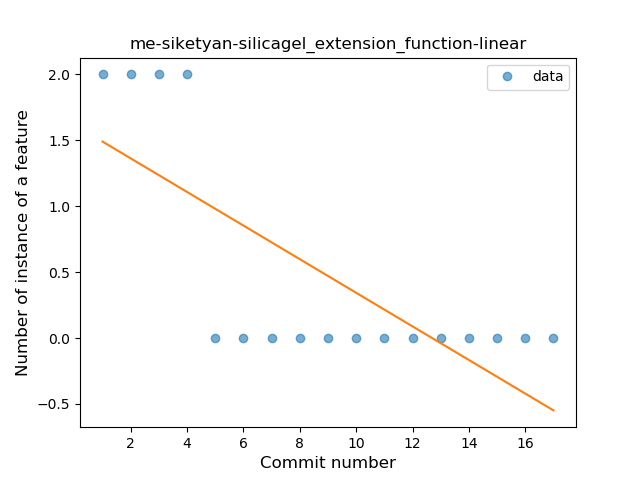 me-siketyan-silicagel_extension_function-linear
data
Number of instance of a feature
2.0
1.5
1.0
0.5
0.0
−0.5
2 4 6 8 10 12 14 16
Commit number